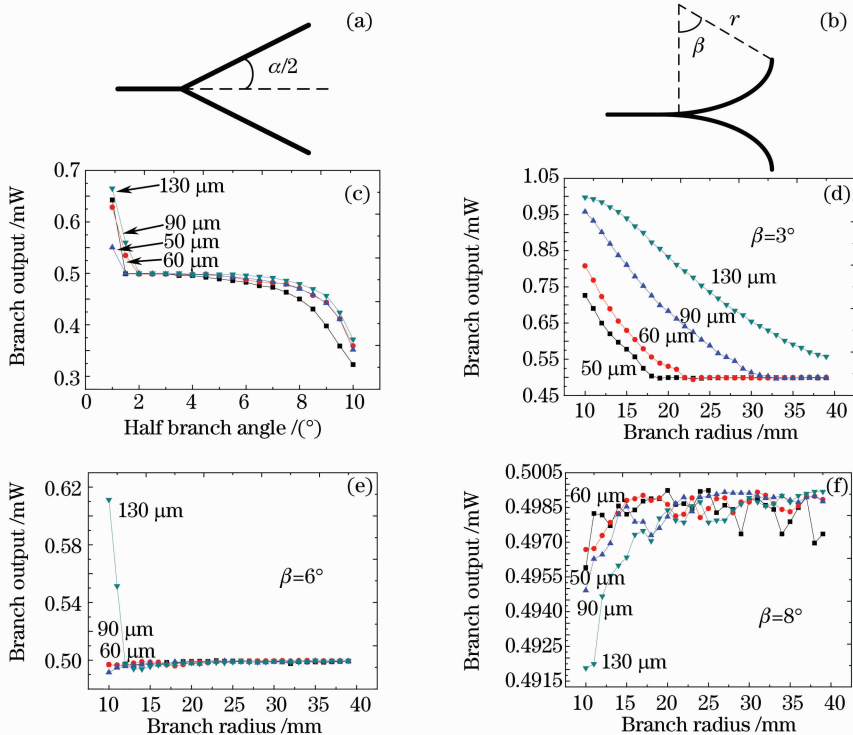 (a)
α/2
(b)
r
β
Branch output /mW
0.7
0.6
0.5
0.4
0.3
(c)
130 μm
90 μm
50 μm
60 μm
0 2 4 6 8 10
Half branch angle /(°)
Branch output /mW
1.05
0.95
0.85
0.75
0.65
0.55
0.45
(d)
β=3°
130 μm
90 μm
60 μm
50 μm
10 15 20 25 30 35 40
Branch radius /mm
Branch output /mW
0.62
0.58
0.54
0.50
(e)
130 μm
β=6°
90 μm
60 μm
10 15 20 25 30 35 40
Branch radius /mm
Branch output /mW
0.5005
0.4985
0.4970
0.4955
0.4940
0.4925
0.4915
(f)
60 μm
50 μm
90 μm
130 μm
β=8°
10 15 20 25 30 35 40
Branch radius /mm